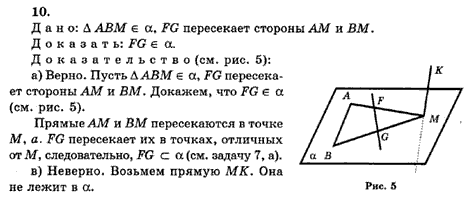 10.
Дано: Δ ABM ∈ α, FG пересекает стороны AM и BM.
Доказать: FG ∈ α.
Доказательство (см. рис. 5):
а) Верно. Пусть Δ ABM ∈ α, FG пересека-
ет стороны AM и BM. Докажем, что FG ∈ α
(см. рис. 5).
Прямые AM и BM пересекаются в точке
M, а. FG пересекает их в точках, отличных
от M, следовательно, FG ⊂ α (см. задачу 7, а).
в) Неверно. Возьмем прямую MK. Она
не лежит в α.
K
A
F
M
G
B
α
Рис. 5